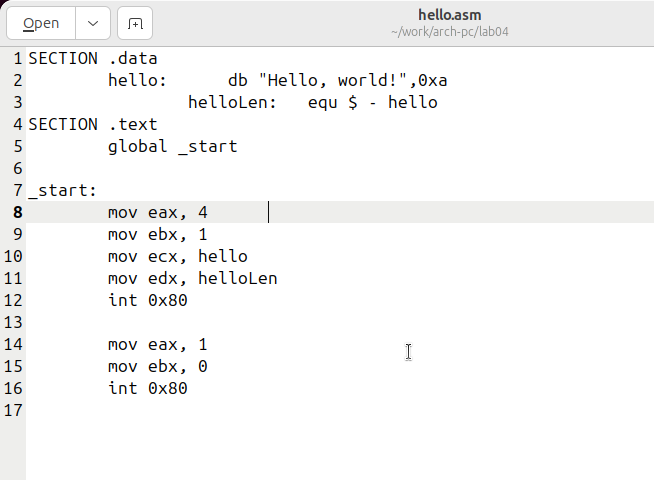 Open
hello.asm
~/work/arch-pc/lab04
1 SECTION .data
2 hello: db "Hello, world!",0xa
3 helloLen: equ $ - hello
4 SECTION .text
5 global _start
6
7 _start:
8 mov eax, 4
9 mov ebx, 1
10 mov ecx, hello
11 mov edx, helloLen
12 int 0x80
13
14 mov eax, 1
15 mov ebx, 0
16 int 0x80
17